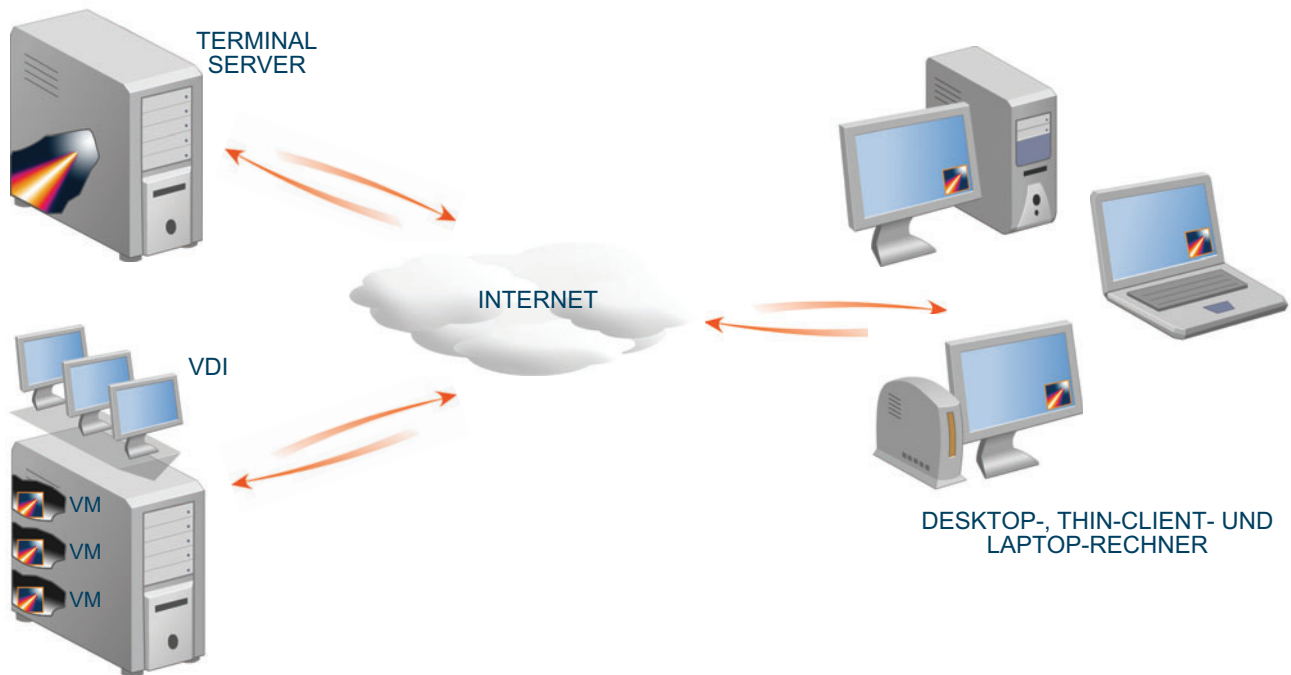 TERMINAL
SERVER
INTERNET
VDI
VM
VM
VM
DESKTOP-, THIN-CLIENT- UND
LAPTOP-RECHNER